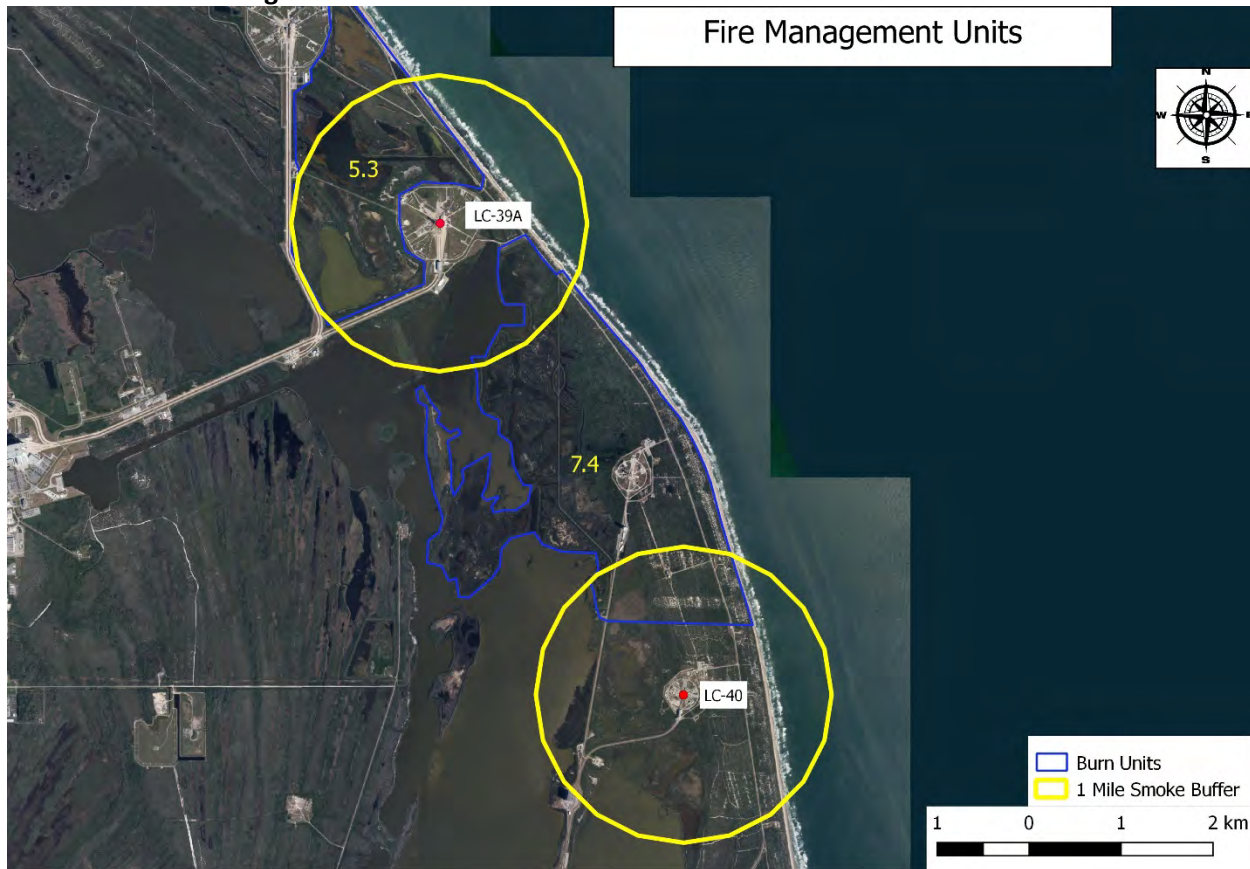 Fire Management Units
N
W
E
S
5.3
LC-39A
7.4
LC-40
Burn Units
1 Mile Smoke Buffer
1 0 1 2 km